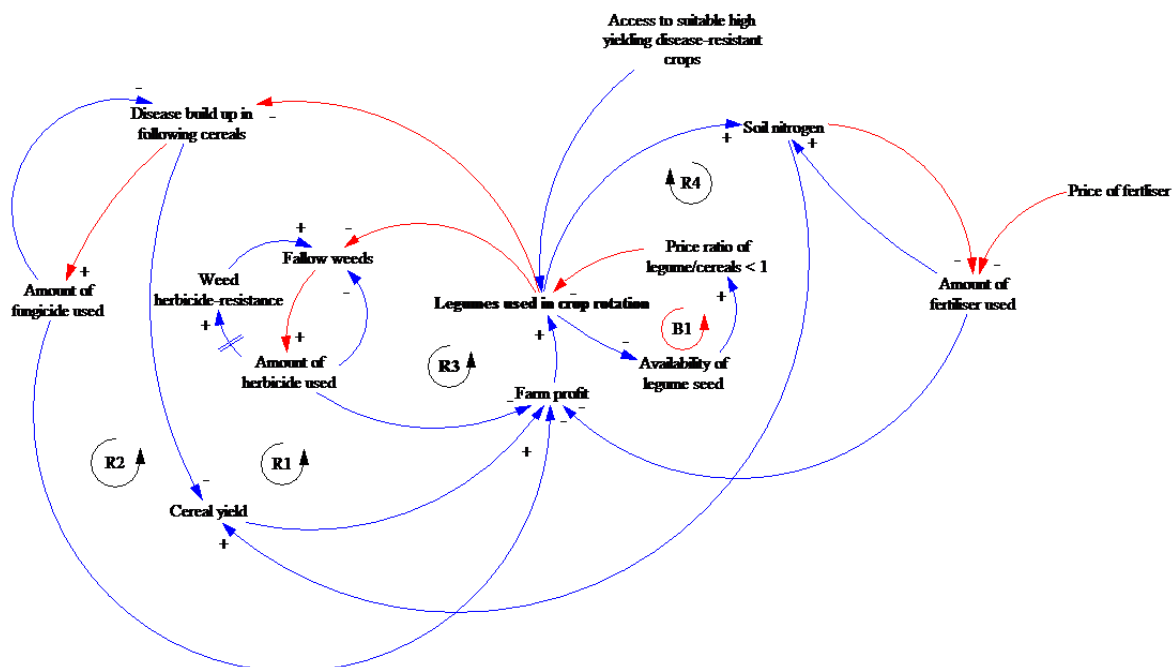 Access to suitable high
yielding disease-resistant
crops
-
Disease build up in
following cereals
-
Soil nitrogen
+
+
R4
Price of fertliser
+
-
Fallow weeds
Price ratio of
legume/cereals < 1
Weed
herbicide-resistance
-
+
Amount of
fungicide used
Legumes used in crop rotation
-
+
-
-
Amount of
fertiliser used
+
+
+
B1
-
Amount of
herbicide used
R3
Availability of
legume seed
Farm profit
-
-
-
+
R2
R1
-
Cereal yield
+